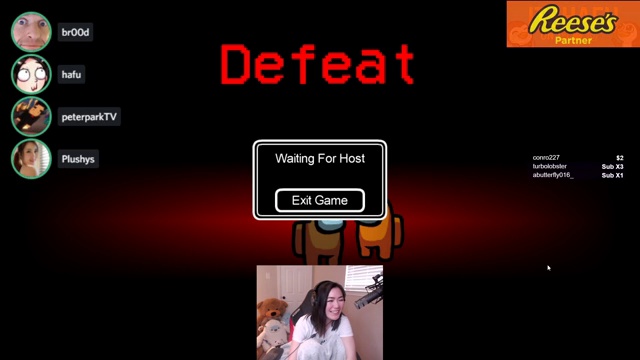 br00d
hafu
peterparkTV
Plushys
Defeat
REESE'S
Partner
Waiting For Host
Exit Game
conro227 $2
turbolobster Sub X3
abutterfly016_ Sub X1